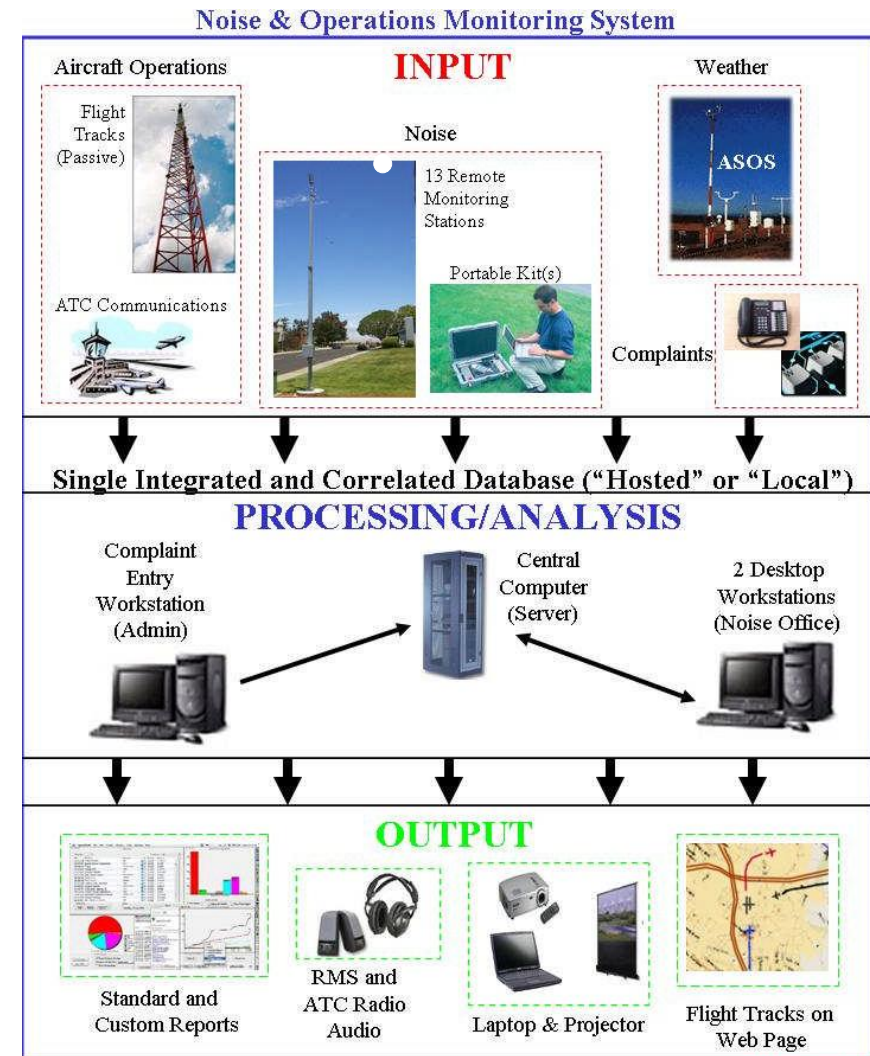 Noise & Operations Monitoring System
Aircraft Operations
INPUT
Weather
Flight
Tracks
(Passive)
ATC Communications
Noise
13 Remote
Monitoring
Stations
Portable Kit(s)
ASOS
Complaints
Single Integrated and Correlated Database (“Hosted” or “Local”)
PROCESSING/ANALYSIS
Complaint
Entry
Workstation
(Admin)
Central
Computer
(Server)
2 Desktop
Workstations
(Noise Office)
OUTPUT
Standard and
Custom Reports
RMS and
ATC Radio
Audio
Laptop & Projector
Flight Tracks on
Web Page